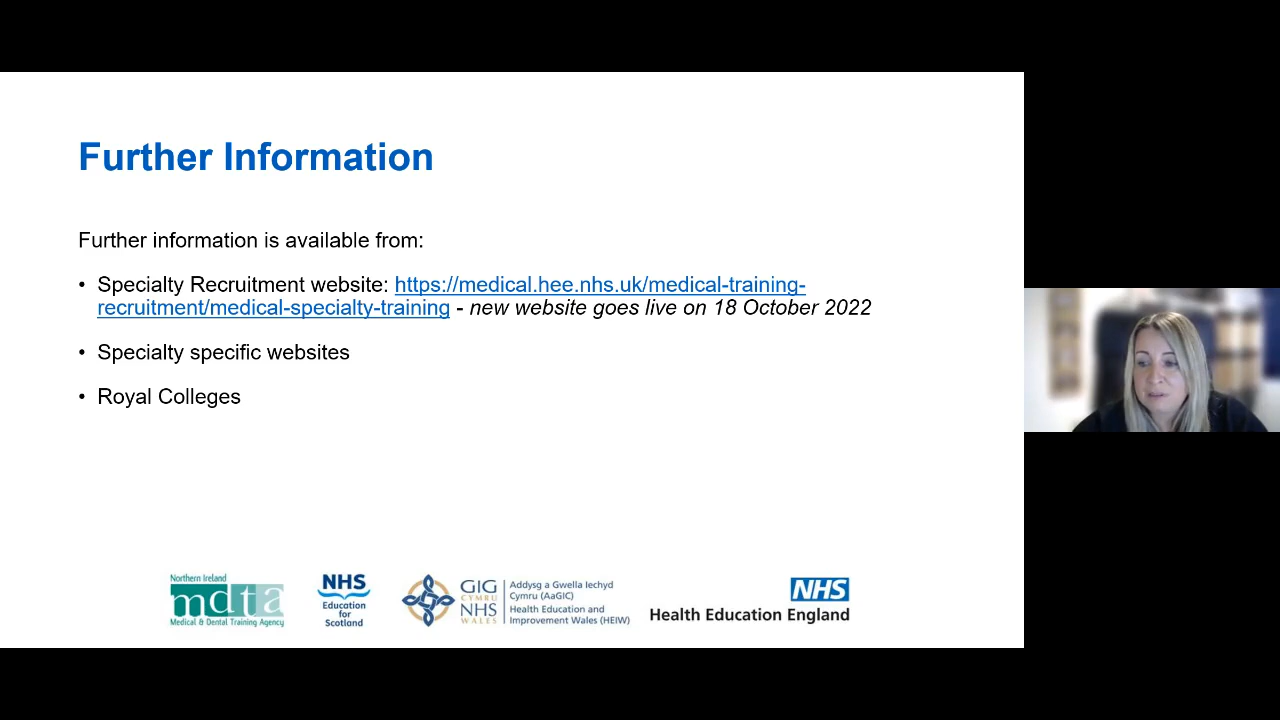 Further Information
Further information is available from:
• Specialty Recruitment website: https://medical.hee.nhs.uk/medical-training-
recruitment/medical-specialty-training - new website goes live on 18 October 2022
• Specialty specific websites
• Royal Colleges
Northern Ireland
mdta
Medical & Dental Training Agency
NHS
Education
for
Scotland
GIG
CYMRU
NHS
WALES
Addysg a Gwella Iechyd
Cymru (AaGIC)
Health Education and
Improvement Wales (HEIW)
NHS
Health Education England